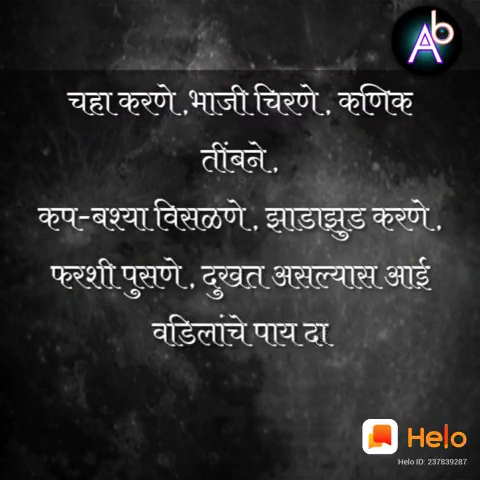 Ab
चहा करणे ,भाजी चिरणे , कणिक
तींबने ,
कप-बश्या विसळणे , झाडाझुड करणे ,
फरशी पुसणे , दुखत असल्यास आई
वडिलांचे पाय दा
Helo
Helo ID: 237839287